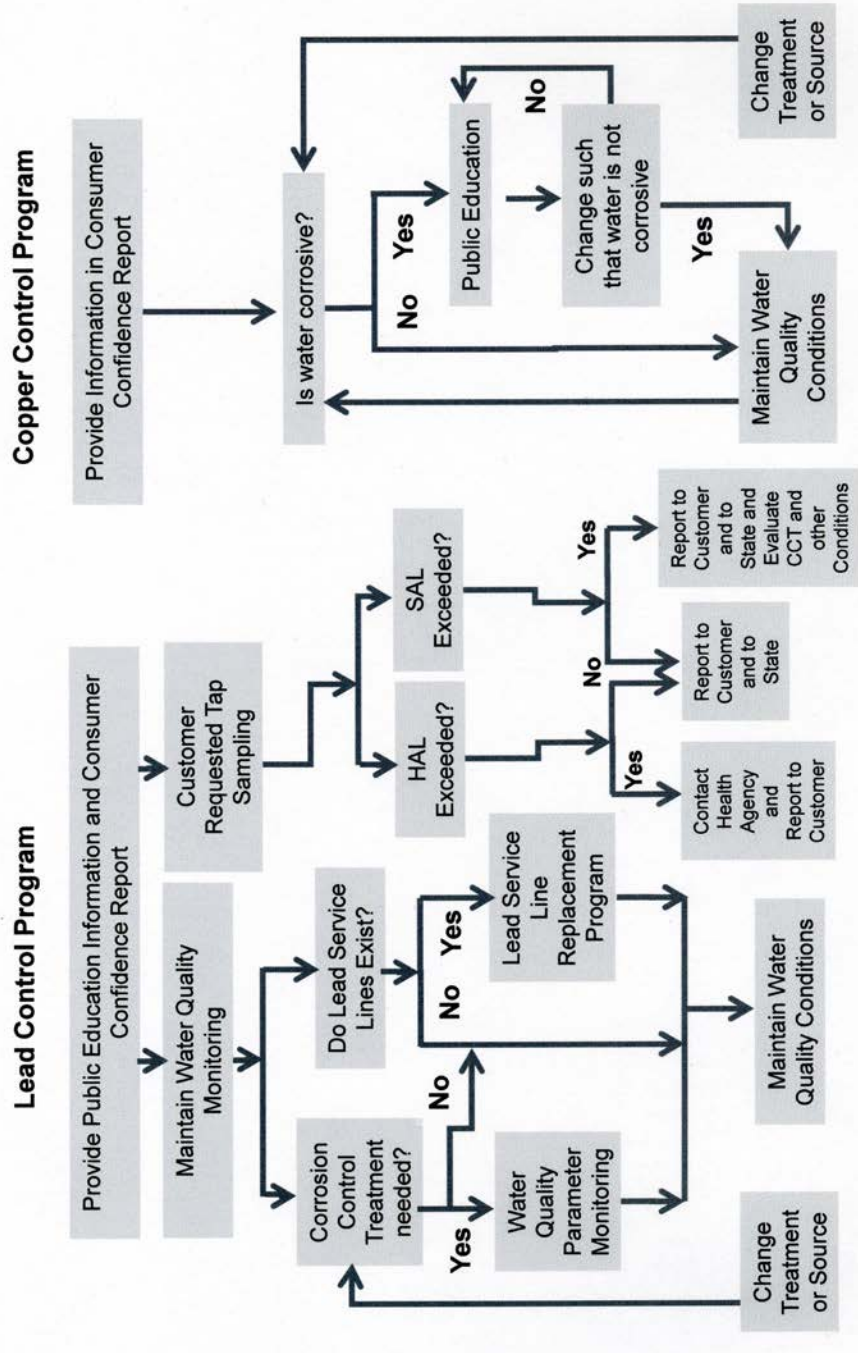 Lead Control Program
Provide Public Education Information and Consumer
Confidence Report
Maintain Water Quality
Monitoring
Customer
Requested Tap
Sampling
Corrosion
Control
Treatment
needed?
Do Lead Service
Lines Exist?
HAL
Exceeded?
SAL
Exceeded?
Yes
No
No
Yes
Water
Quality
Parameter
Monitoring
Lead Service
Line
Replacement
Program
Yes
No
Yes
Contact
Health
Agency
and
Report to
Customer
Report to
Customer
and to
State
Report to
Customer
and to
State and
Evaluate
CCT and
other
Conditions
Change
Treatment
or Source
Maintain Water
Quality Conditions
Copper Control Program
Provide Information in Consumer
Confidence Report
Is water corrosive?
No
Yes
Public Education
No
Change such
that water is not
corrosive
Yes
Maintain Water
Quality
Conditions
Change
Treatment
or Source